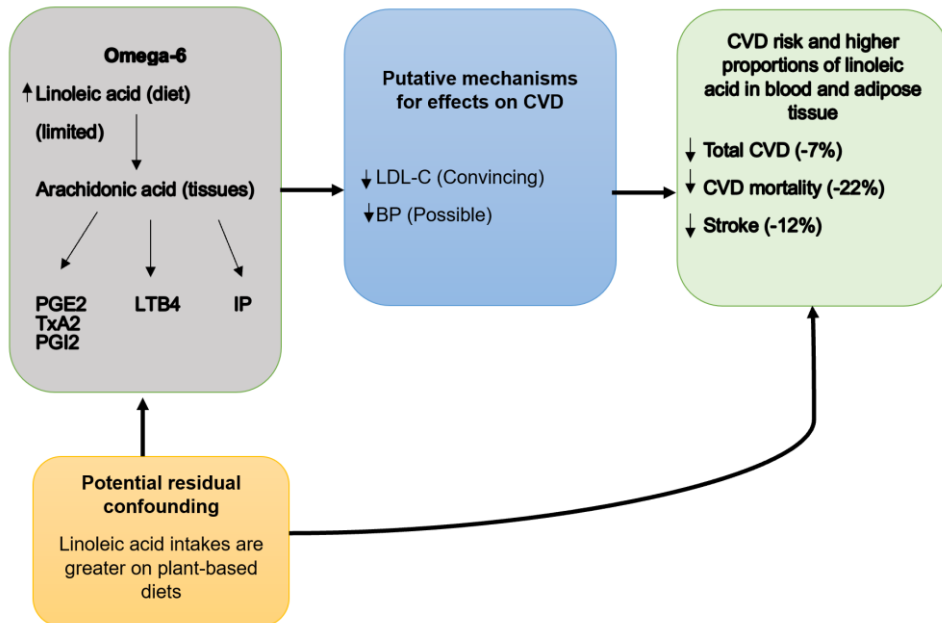 Omega-6
↑Linoleic acid (diet)
(limited)
Arachidonic acid (tissues)
PGE2
TxA2
PGI2
LTB4
IP
Putative mechanisms
for effects on CVD
↓LDL-C (Convincing)
↓BP (Possible)
CVD risk and higher
proportions of linoleic
acid in blood and adipose
tissue
↓ Total CVD (-7%)
↓ CVD mortality (-22%)
↓ Stroke (-12%)
Potential residual
confounding
Linoleic acid intakes are
greater on plant-based
diets